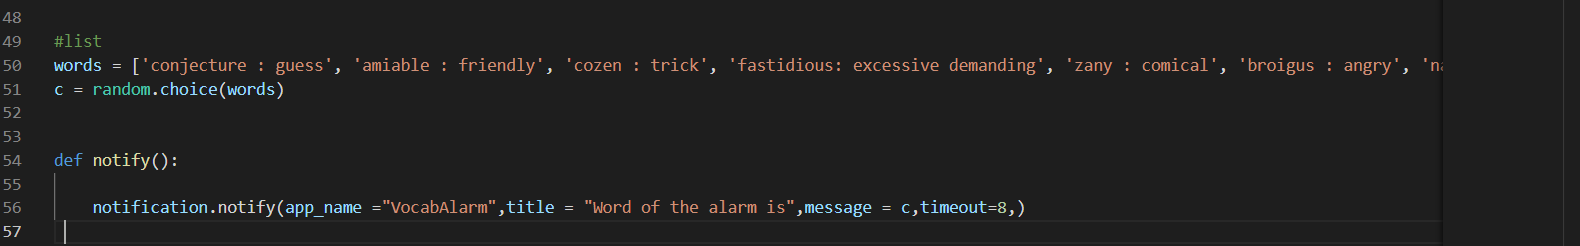 48
49 #list
50 words = ['conjecture : guess', 'amiable : friendly', 'cozen : trick', 'fastidious: excessive demanding', 'zany : comical', 'broigus : angry', 'na
51 c = random.choice(words)
52
53
54 def notify():
55
56 notification.notify(app_name ="VocabAlarm",title = "Word of the alarm is",message = c,timeout=8,)
57